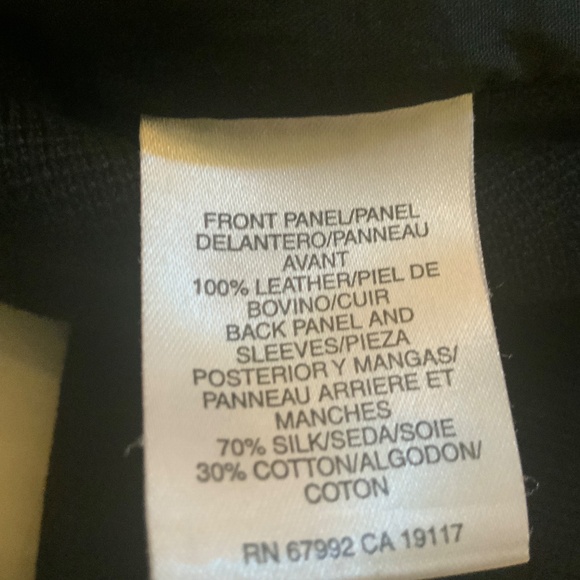 FRONT PANEL/PANEL
DELANTERO/PANNEAU
AVANT
100% LEATHER/PIEL DE
BOVINO/CUIR
BACK PANEL AND
SLEEVES/PIEZA
POSTERIOR Y MANGAS/
PANNEAU ARRIERE ET
MANCHES
70% SILK/SEDA/SOIE
30% COTTON/ALGODON/
COTON
RN 67992 CA 19117